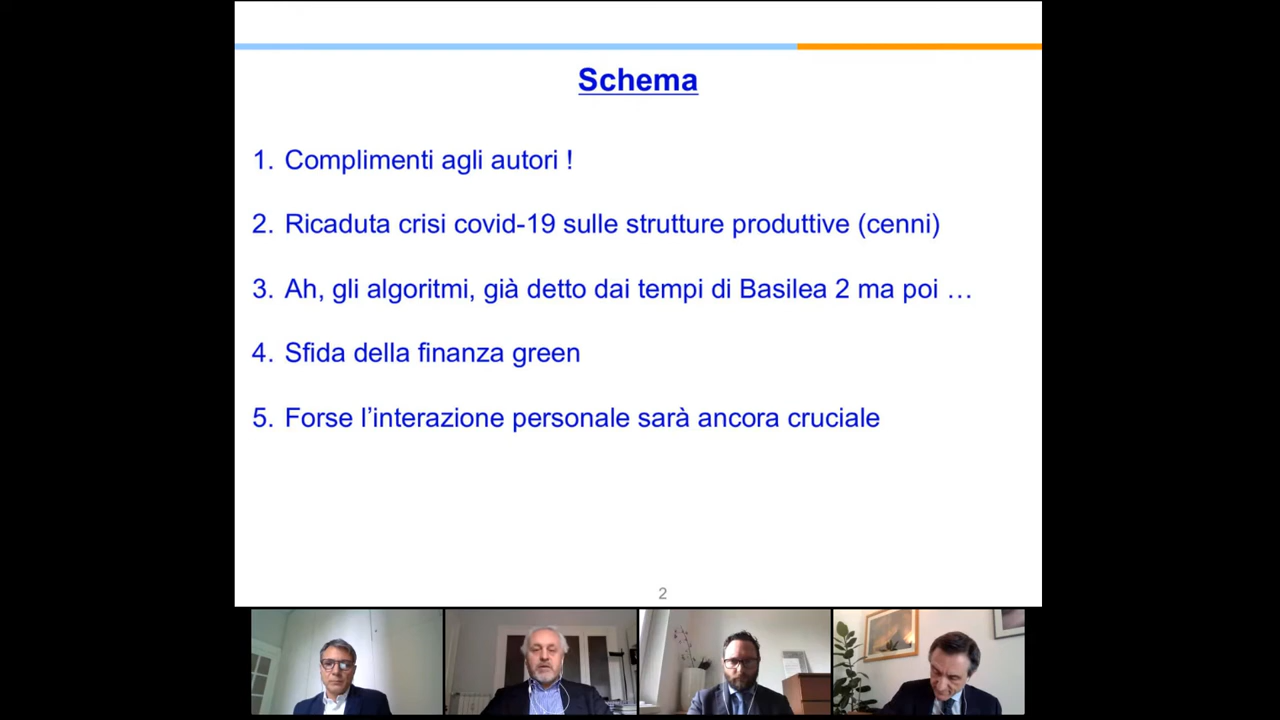 Schema
1. Complimenti agli autori !
2. Ricaduta crisi covid-19 sulle strutture produttive (cenni)
3. Ah, gli algoritmi, già detto dai tempi di Basilea 2 ma poi …
4. Sfida della finanza green
5. Forse l’interazione personale sarà ancora cruciale
2